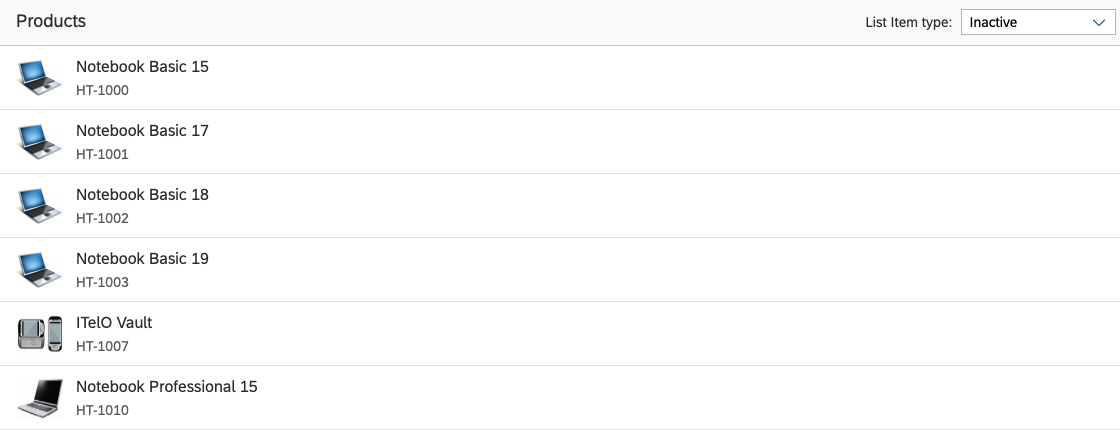 Products
List Item type: Inactive
Notebook Basic 15
HT-1000
Notebook Basic 17
HT-1001
Notebook Basic 18
HT-1002
Notebook Basic 19
HT-1003
ITelO Vault
HT-1007
Notebook Professional 15
HT-1010